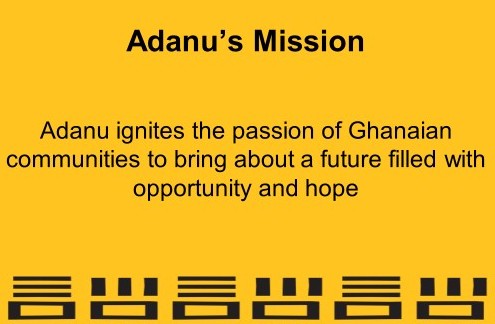 Adanu’s Mission
Adanu ignites the passion of Ghanaian
communities to bring about a future filled with
opportunity and hope